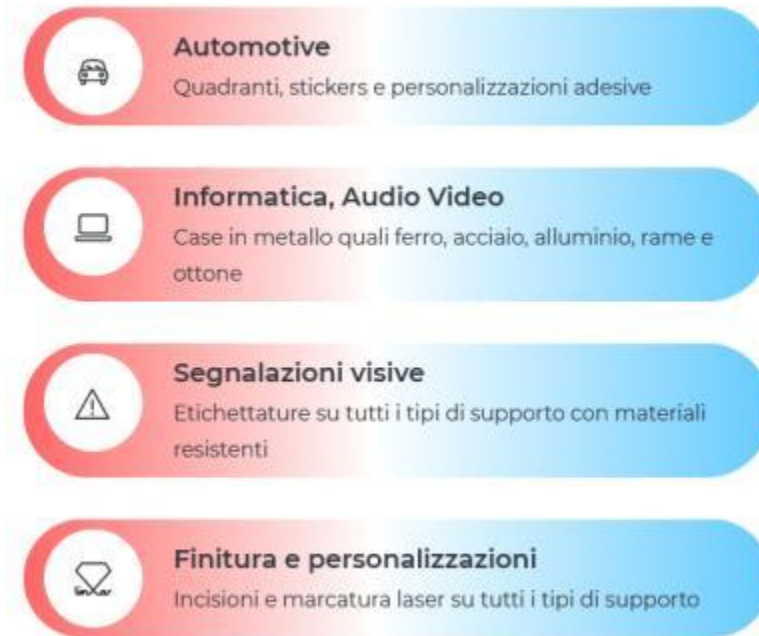 Automotive
Quadranti, stickers e personalizzazioni adesive
Informatica, Audio Video
Case in metallo quali ferro, acciaio, alluminio, rame e
ottone
Segnalazioni visive
Etichettature su tutti i tipi di supporto con materiali
resistenti
Finitura e personalizzazioni
Incisioni e marcatura laser su tutti i tipi di supporto